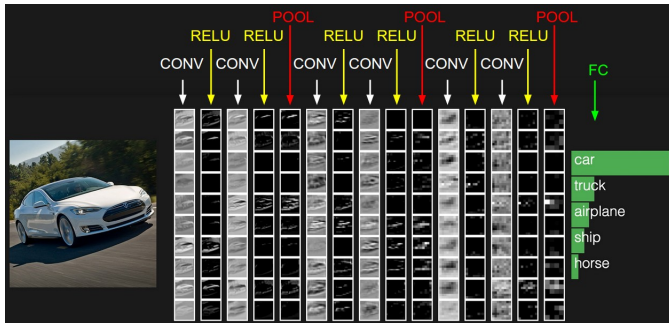 POOL POOL POOL
RELU RELU RELU RELU RELU RELU
CONV CONV CONV CONV CONV CONV
FC
car
truck
airplane
ship
horse